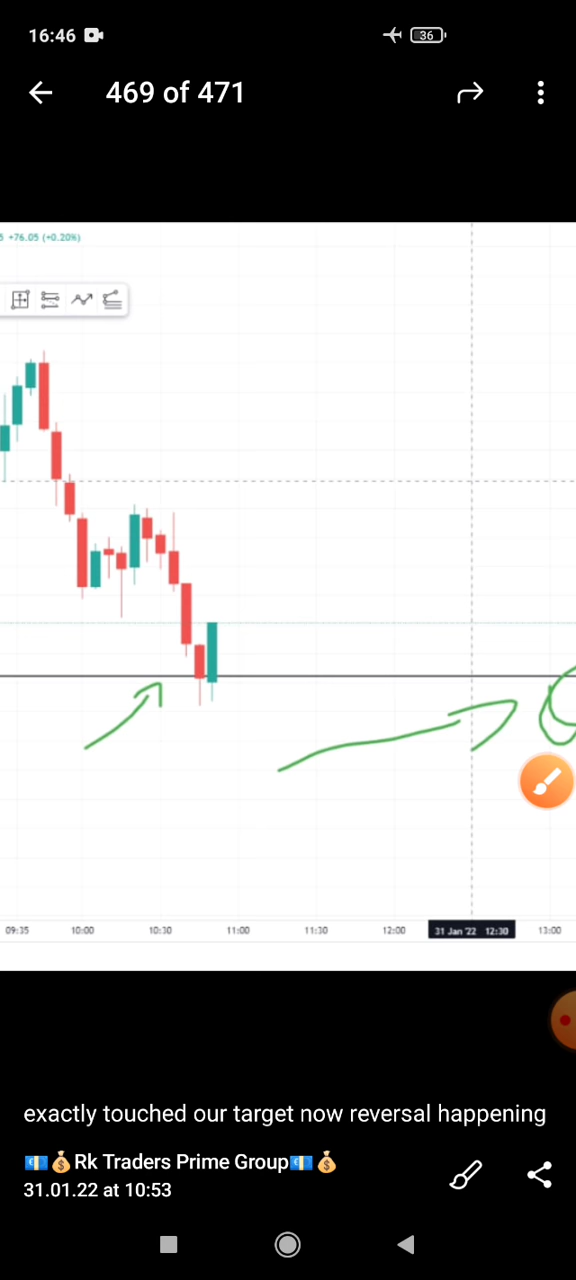 16:46
36
469 of 471
5 +76.05 (+0.20%)
09:35 10:00 10:30 11:00 11:30 12:00 31 Jan '22 12:30 13:00
exactly touched our target now reversal happening
💶💰Rk Traders Prime Group💶💰
31.01.22 at 10:53